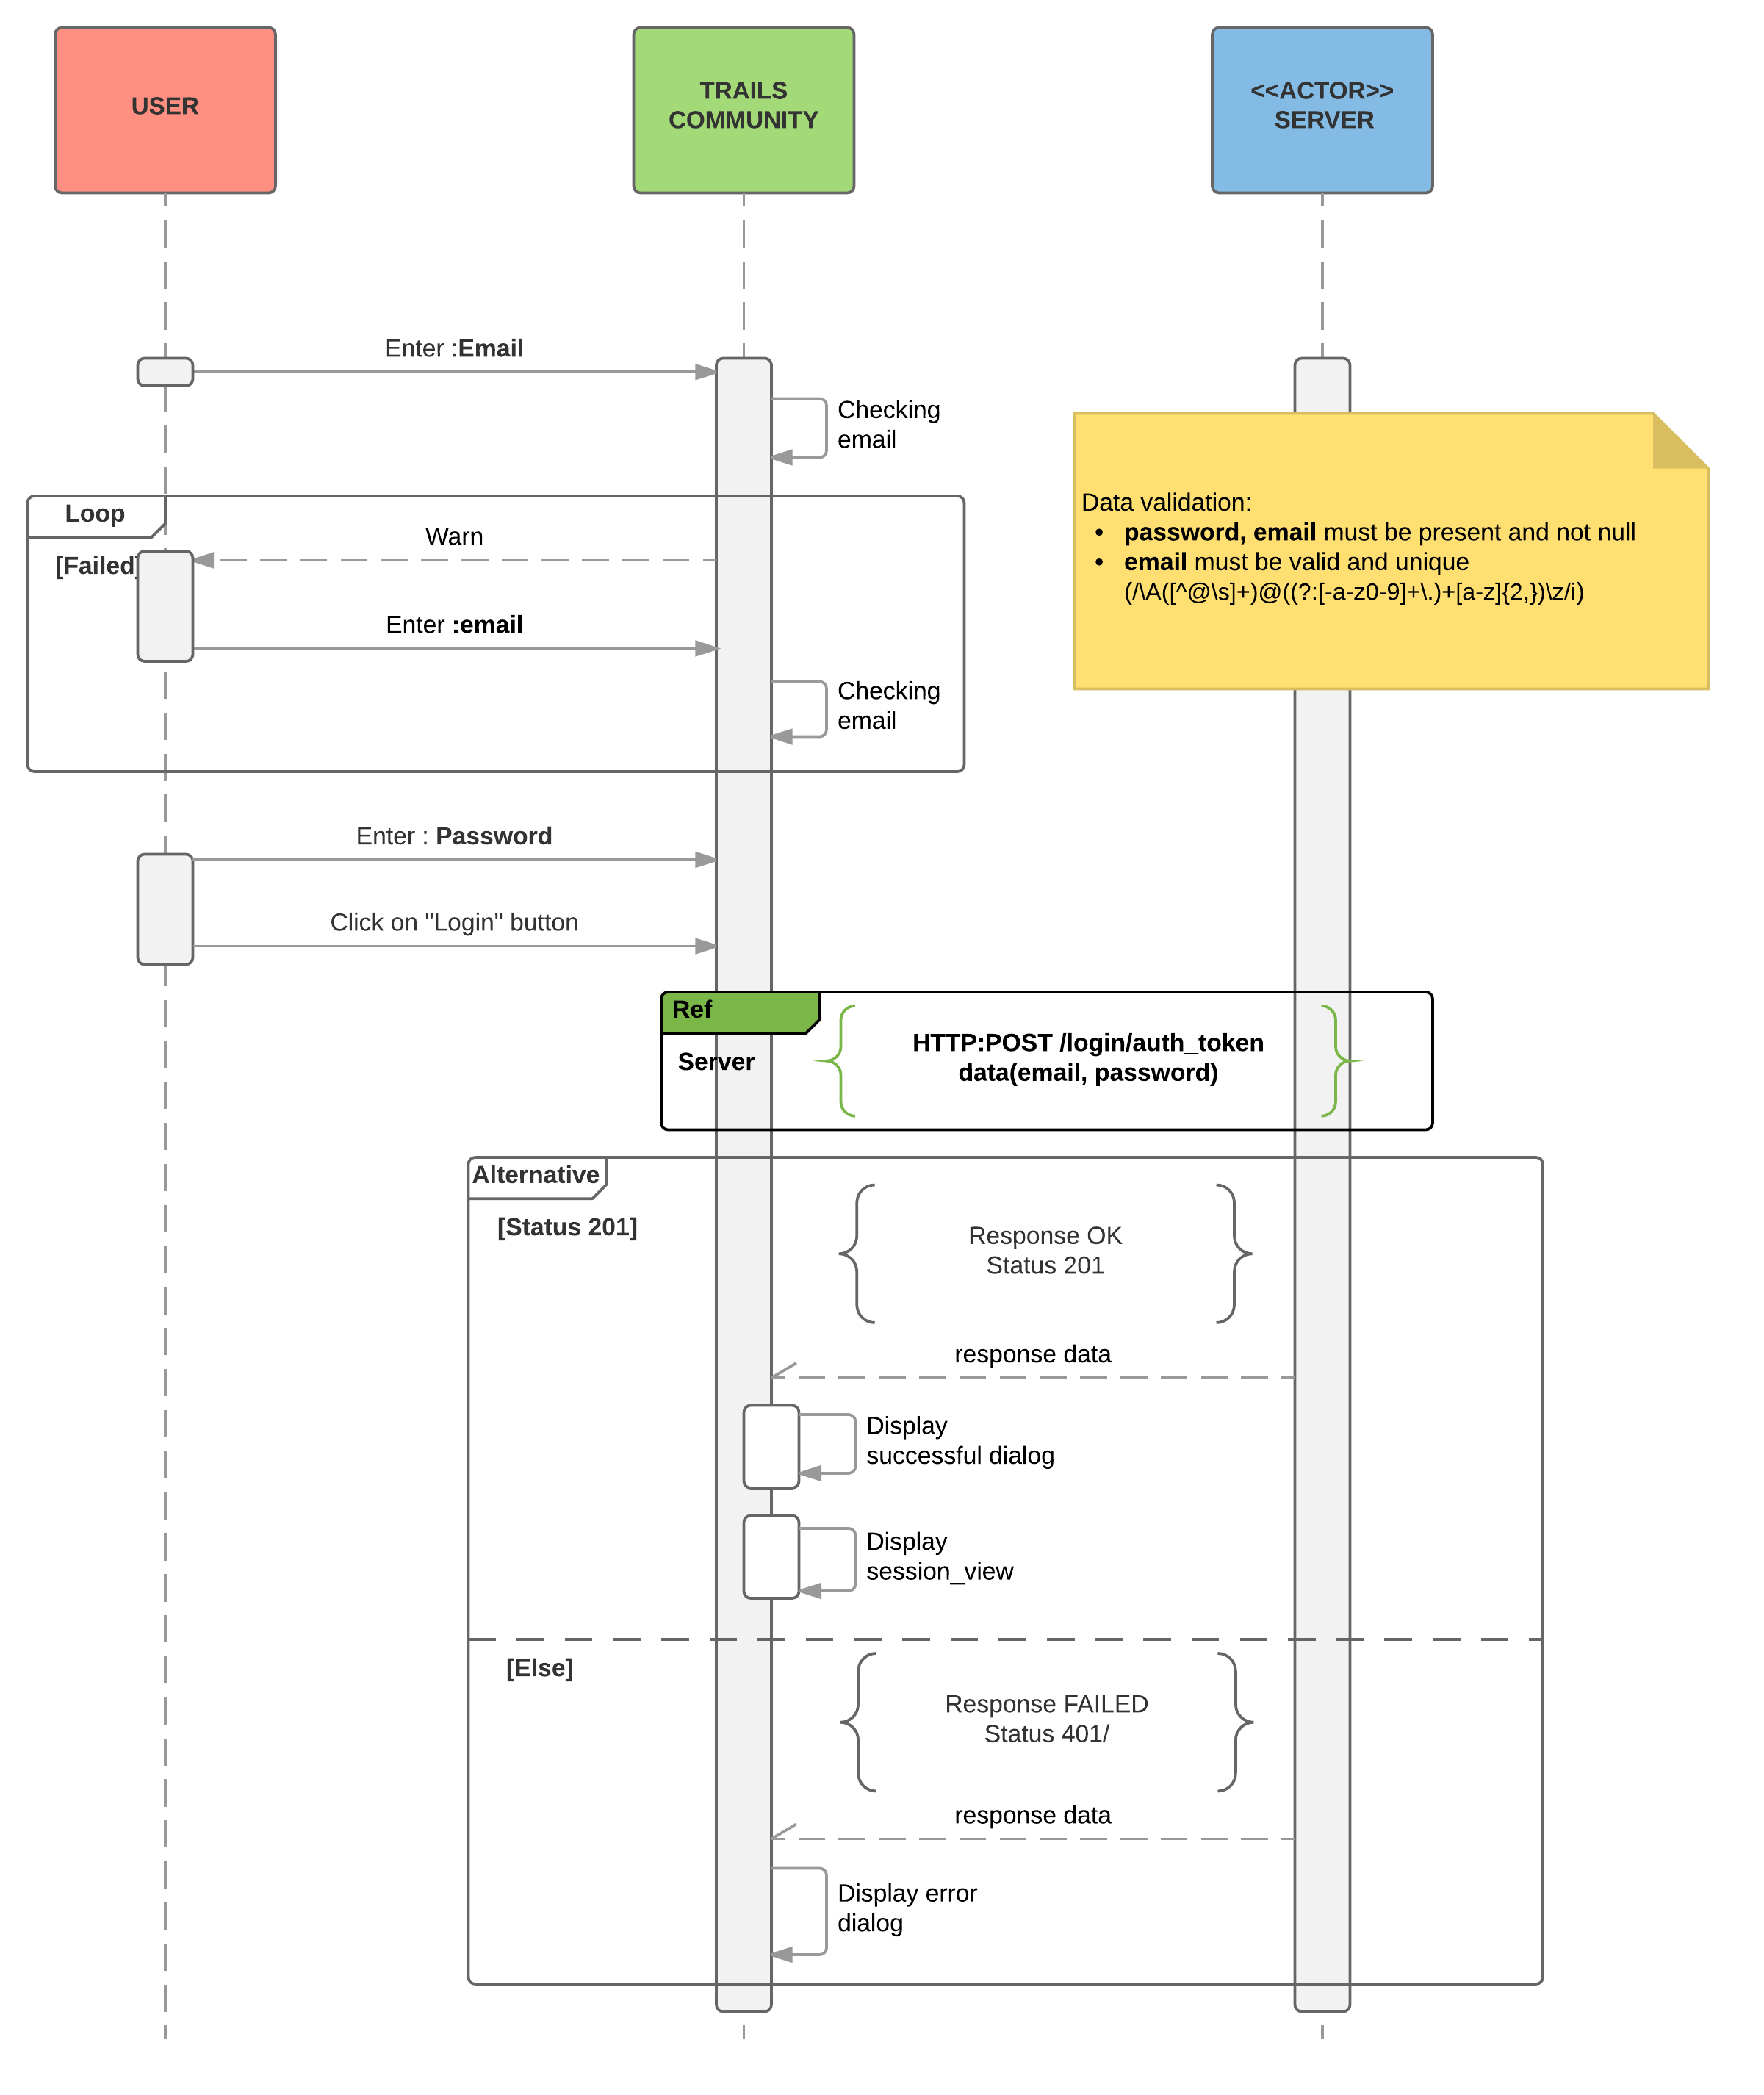 USER
TRAILS
COMMUNITY
<<ACTOR>>
SERVER
Enter :Email
Checking
email
Data validation:
• password, email must be present and not null
• email must be valid and unique
(/\A([^@\s]+)@((?:[-a-z0-9]+\.)+[a-z]{2,})\z/i)
Loop
[Failed]
Warn
Enter :email
Checking
email
Enter : Password
Click on "Login" button
Ref
Server
HTTP:POST /login/auth_token
data(email, password)
Alternative
[Status 201]
Response OK
Status 201
response data
Display
successful dialog
Display
session_view
[Else]
Response FAILED
Status 401/
response data
Display error
dialog